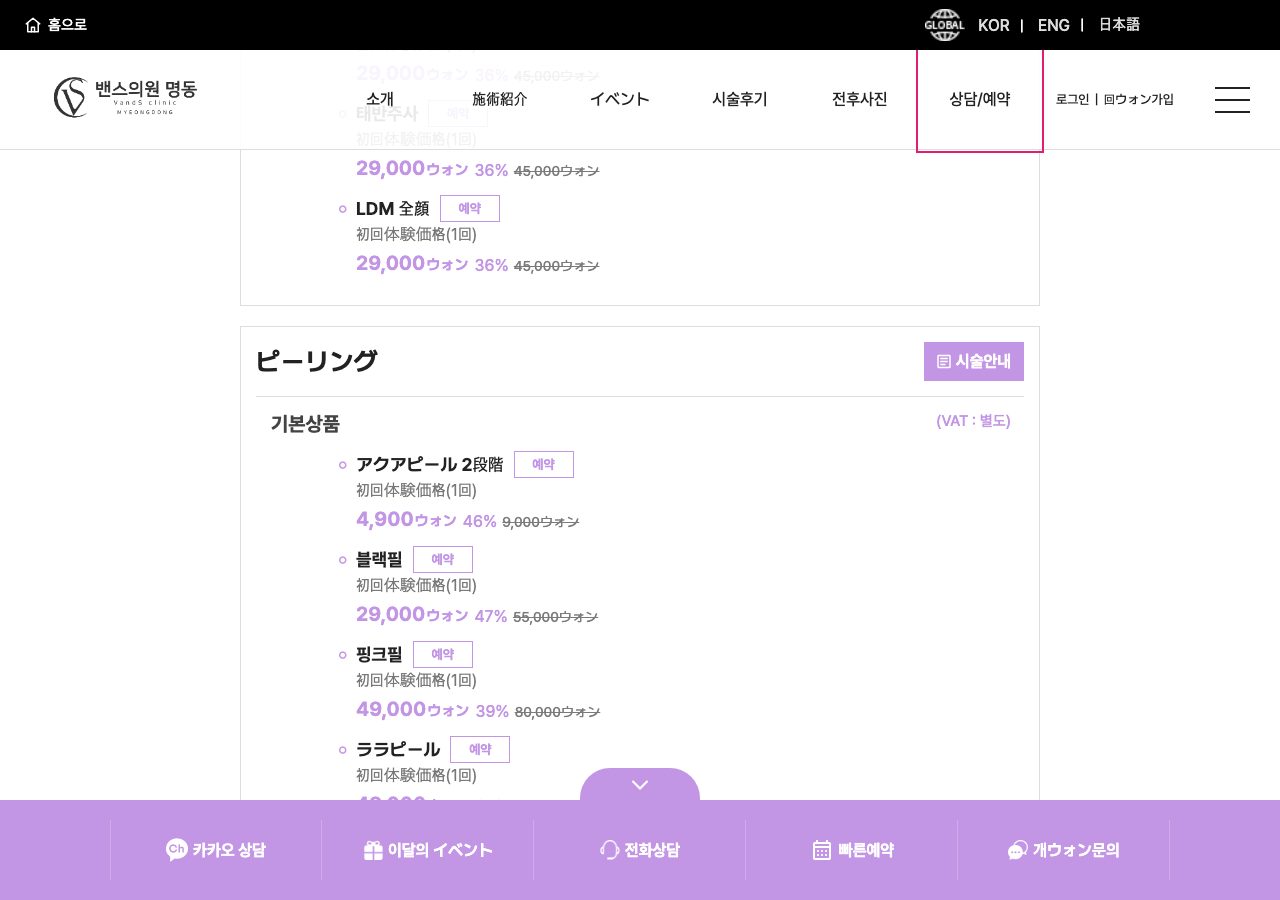 홈으로
GLOBAL KOR | ENG | 日本語
밴스의원 명동
VandS clinic
MYEONGDONG
소개 施術紹介 イベント 시술후기 전후사진 상담/예약 로그인 | 回ウォン가입
29,000ウォン 36% 45,000ウォン
태반주사 예약
初回体験価格(1回)
29,000ウォン 36% 45,000ウォン
LDM 全顔 예약
初回体験価格(1回)
29,000ウォン 36% 45,000ウォン
ピーリング 시술안내
기본상품 (VAT : 별도)
アクアピール 2段階 예약
初回体験価格(1回)
4,900ウォン 46% 9,000ウォン
블랙필 예약
初回体験価格(1回)
29,000ウォン 47% 55,000ウォン
핑크필 예약
初回体験価格(1回)
49,000ウォン 39% 80,000ウォン
ララピール 예약
初回体験価格(1回)
Ch 카카오 상담 이달의 イベント 전화상담 빠른예약 개ウォン문의